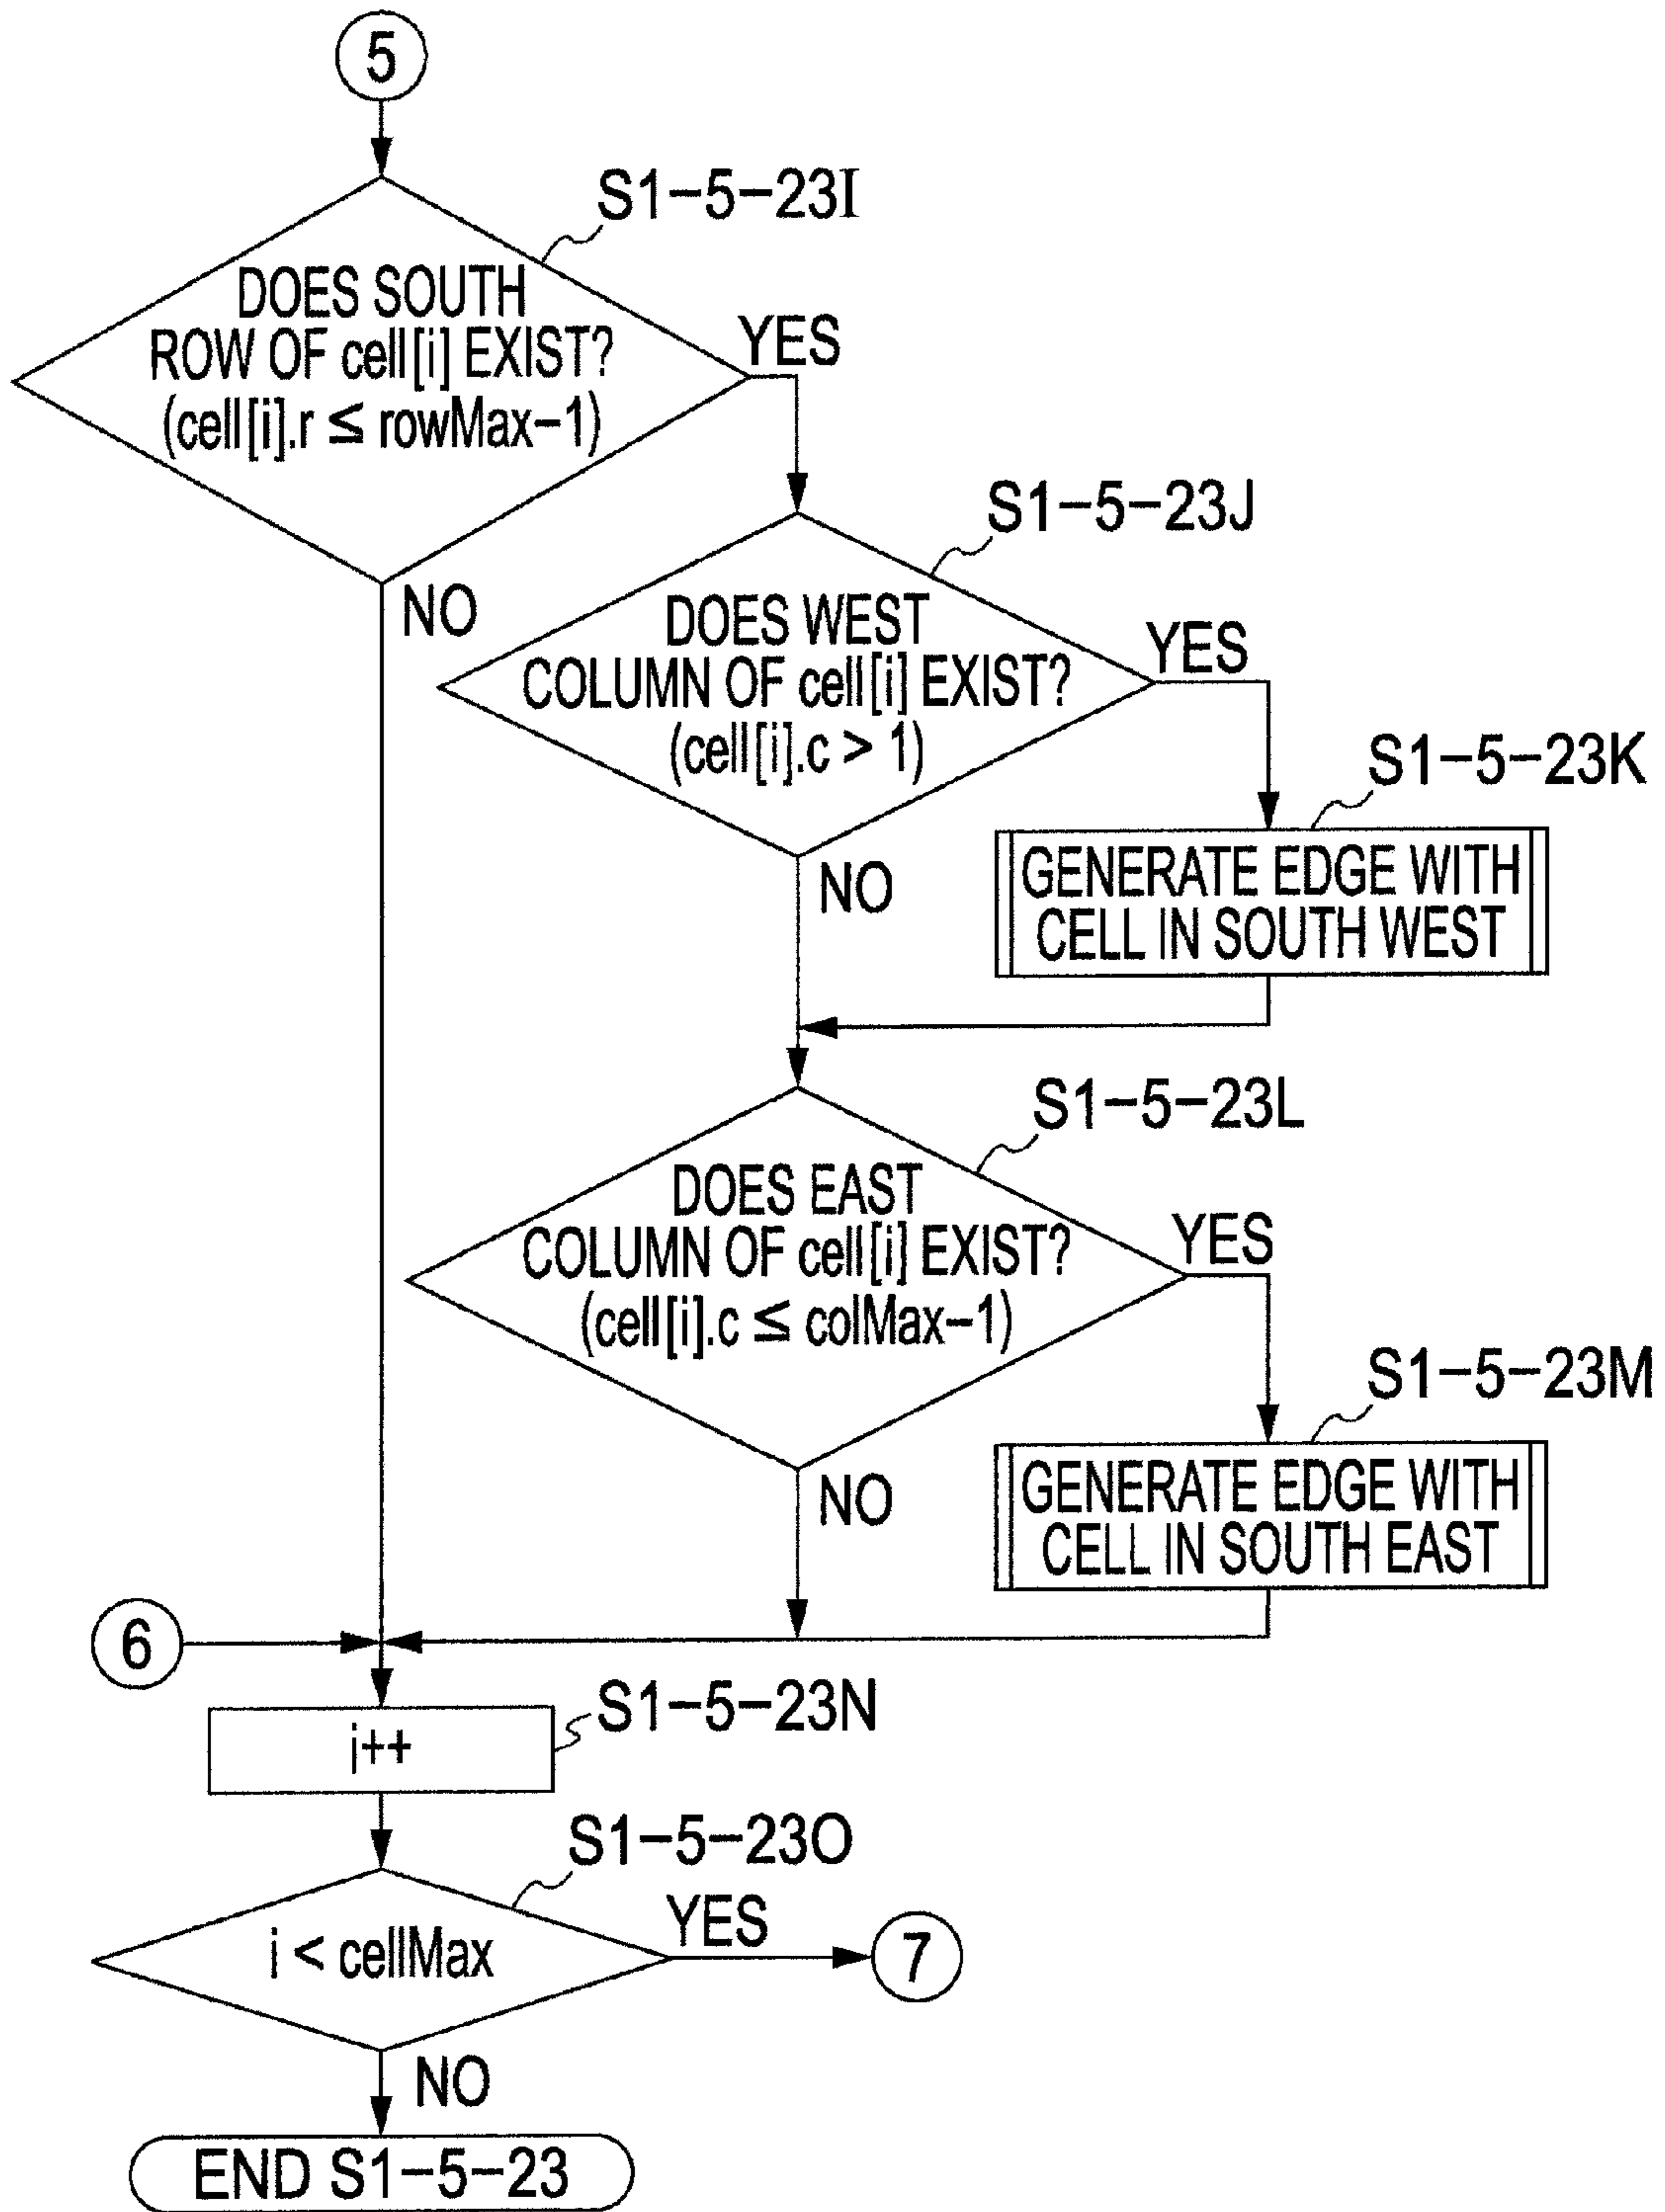 5
S1-5-23I
DOES SOUTH
ROW OF cell[i] EXIST?
(cell[i].r ≤ rowMax-1)
YES
NO
S1-5-23J
DOES WEST
COLUMN OF cell[i] EXIST?
(cell[i].c > 1)
YES
NO
S1-5-23K
GENERATE EDGE WITH
CELL IN SOUTH WEST
S1-5-23L
DOES EAST
COLUMN OF cell[i] EXIST?
(cell[i].c ≤ colMax-1)
YES
NO
S1-5-23M
GENERATE EDGE WITH
CELL IN SOUTH EAST
6
S1-5-23N
i++
S1-5-23O
i < cellMax
YES
7
NO
END S1-5-23